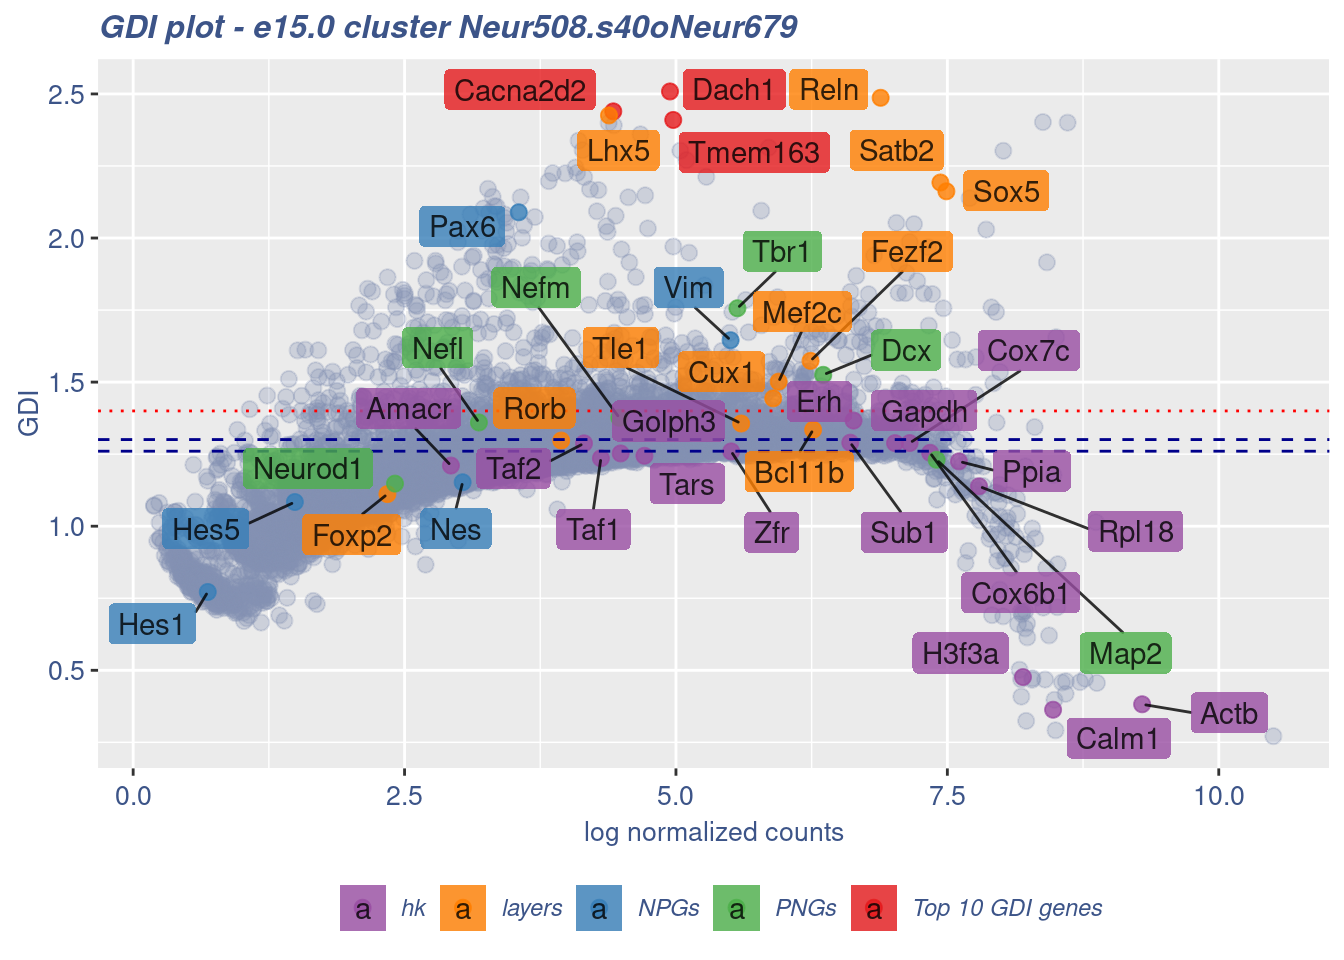 GDI plot - e15.0 cluster Neur508.s40oNeur679
GDI
2.5
2.0
1.5
1.0
0.5
Cacna2d2
Dach1
Reln
Lhx5
Tmem163
Satb2
Sox5
Pax6
Tbr1
Fezf2
Nefm
Vim
Mef2c
Nefl
Tle1
Cux1
Dcx
Cox7c
Amacr
Rorb
Golph3
Erh
Gapdh
Neurod1
Taf2
Tars
Bcl11b
Ppia
Hes5
Foxp2
Nes
Taf1
Zfr
Sub1
Rpl18
Hes1
Cox6b1
H3f3a
Map2
Calm1
Actb
0.0 2.5 5.0 7.5 10.0
log normalized counts
a hk a layers a NPGs a PNGs a Top 10 GDI genes